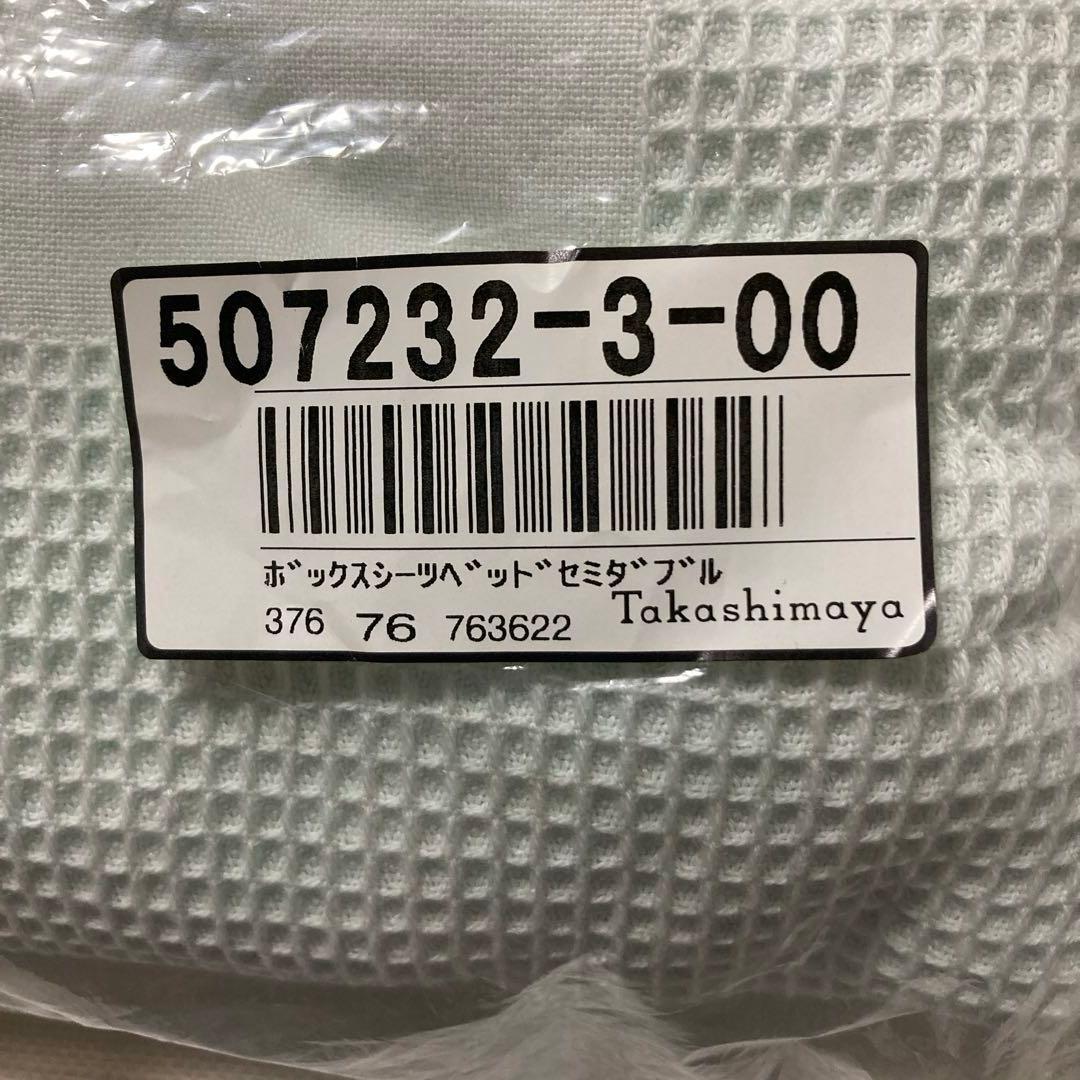 507232-3-00
ﾎﾞｯｸｽｼｰﾂﾍﾞｯﾄﾞｾﾐﾀﾞﾌﾞﾙ
376 76 763622 Takashimaya